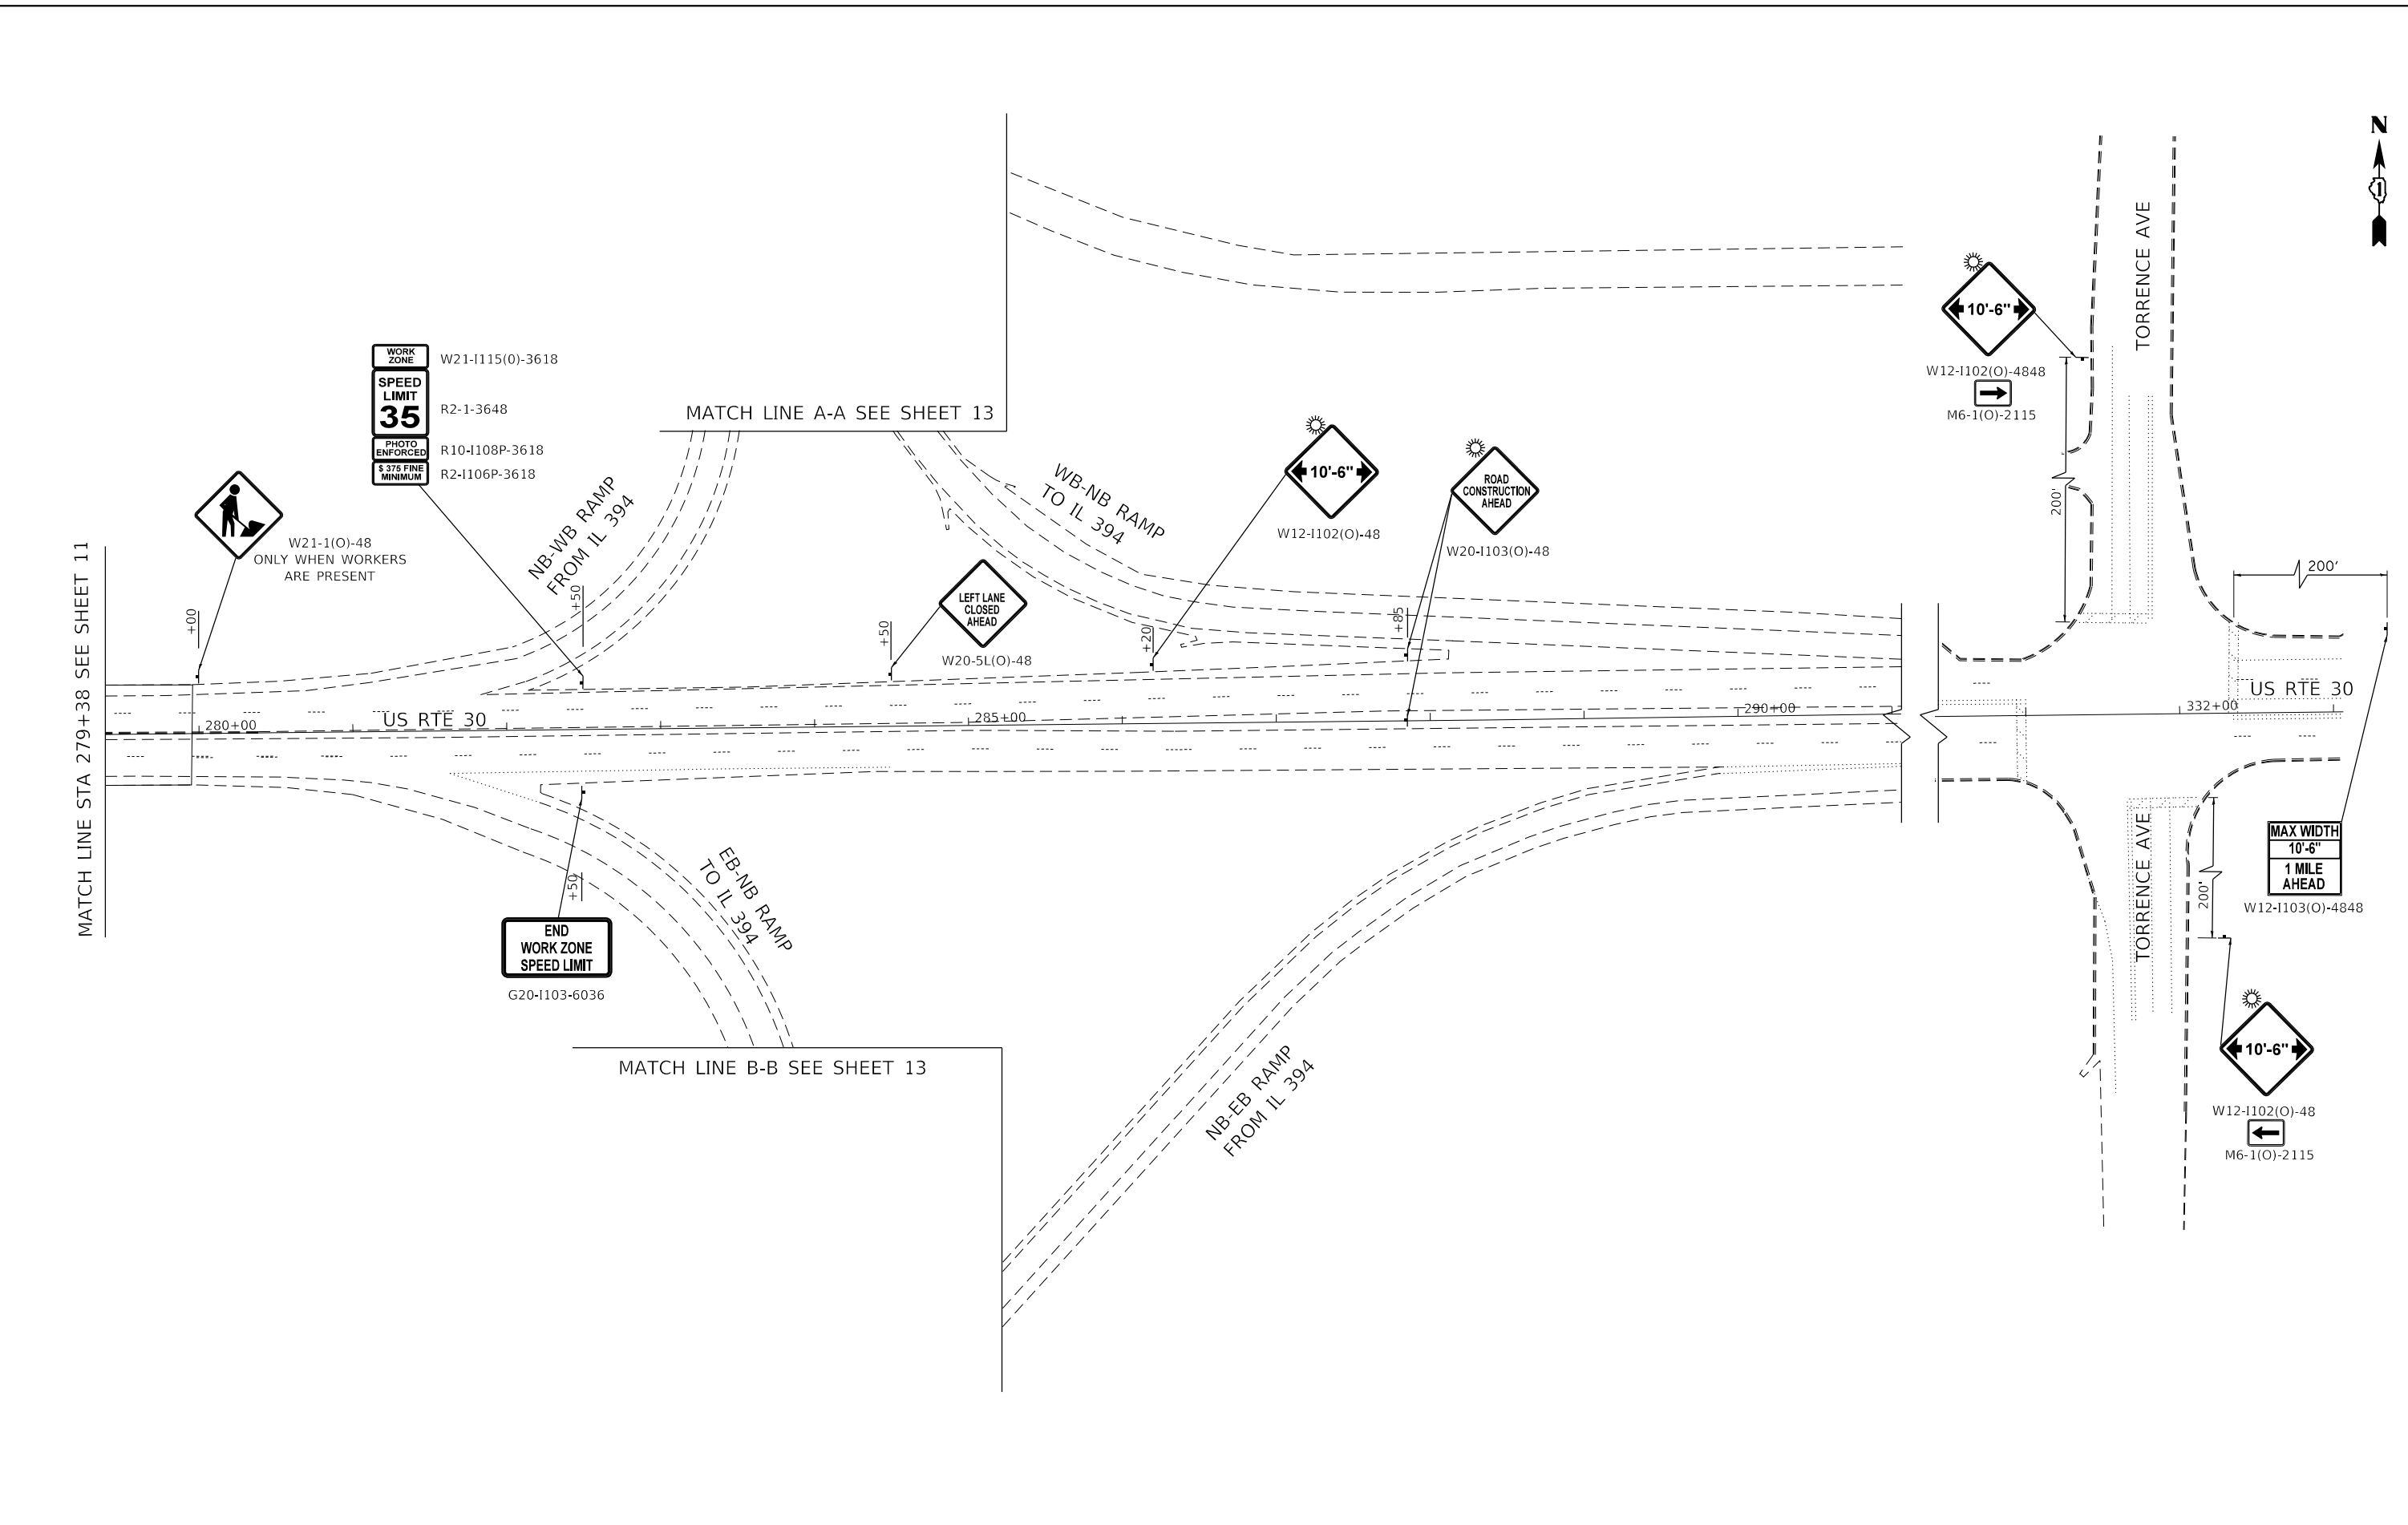 N
1
TORRENCE AVE
10'-6"
W12-I102(O)-4848
M6-1(O)-2115
200'
WORK
ZONE
W21-I115(0)-3618
SPEED
LIMIT
35
R2-1-3648
PHOTO
ENFORCED
R10-I108P-3618
$ 375 FINE
MINIMUM
R2-I106P-3618
MATCH LINE A-A SEE SHEET 13
NB-WB RAMP
FROM IL 394
WB-NB RAMP
TO IL 394
10'-6"
W12-I102(O)-48
ROAD
CONSTRUCTION
AHEAD
W20-I103(O)-48
W21-1(O)-48
ONLY WHEN WORKERS
ARE PRESENT
LEFT LANE
CLOSED
AHEAD
W20-5L(O)-48
MATCH LINE STA 279+38 SEE SHEET 11
+00
+50
+50
+20
+85
200'
280+00
US RTE 30
285+00
290+00
332+00
US RTE 30
+50
END
WORK ZONE
SPEED LIMIT
G20-I103-6036
EB-NB RAMP
TO IL 394
MATCH LINE B-B SEE SHEET 13
NB-EB RAMP
FROM IL 394
TORRENCE AVE
200'
MAX WIDTH
10'-6"
1 MILE
AHEAD
W12-I103(O)-4848
10'-6"
W12-I102(O)-48
M6-1(O)-2115